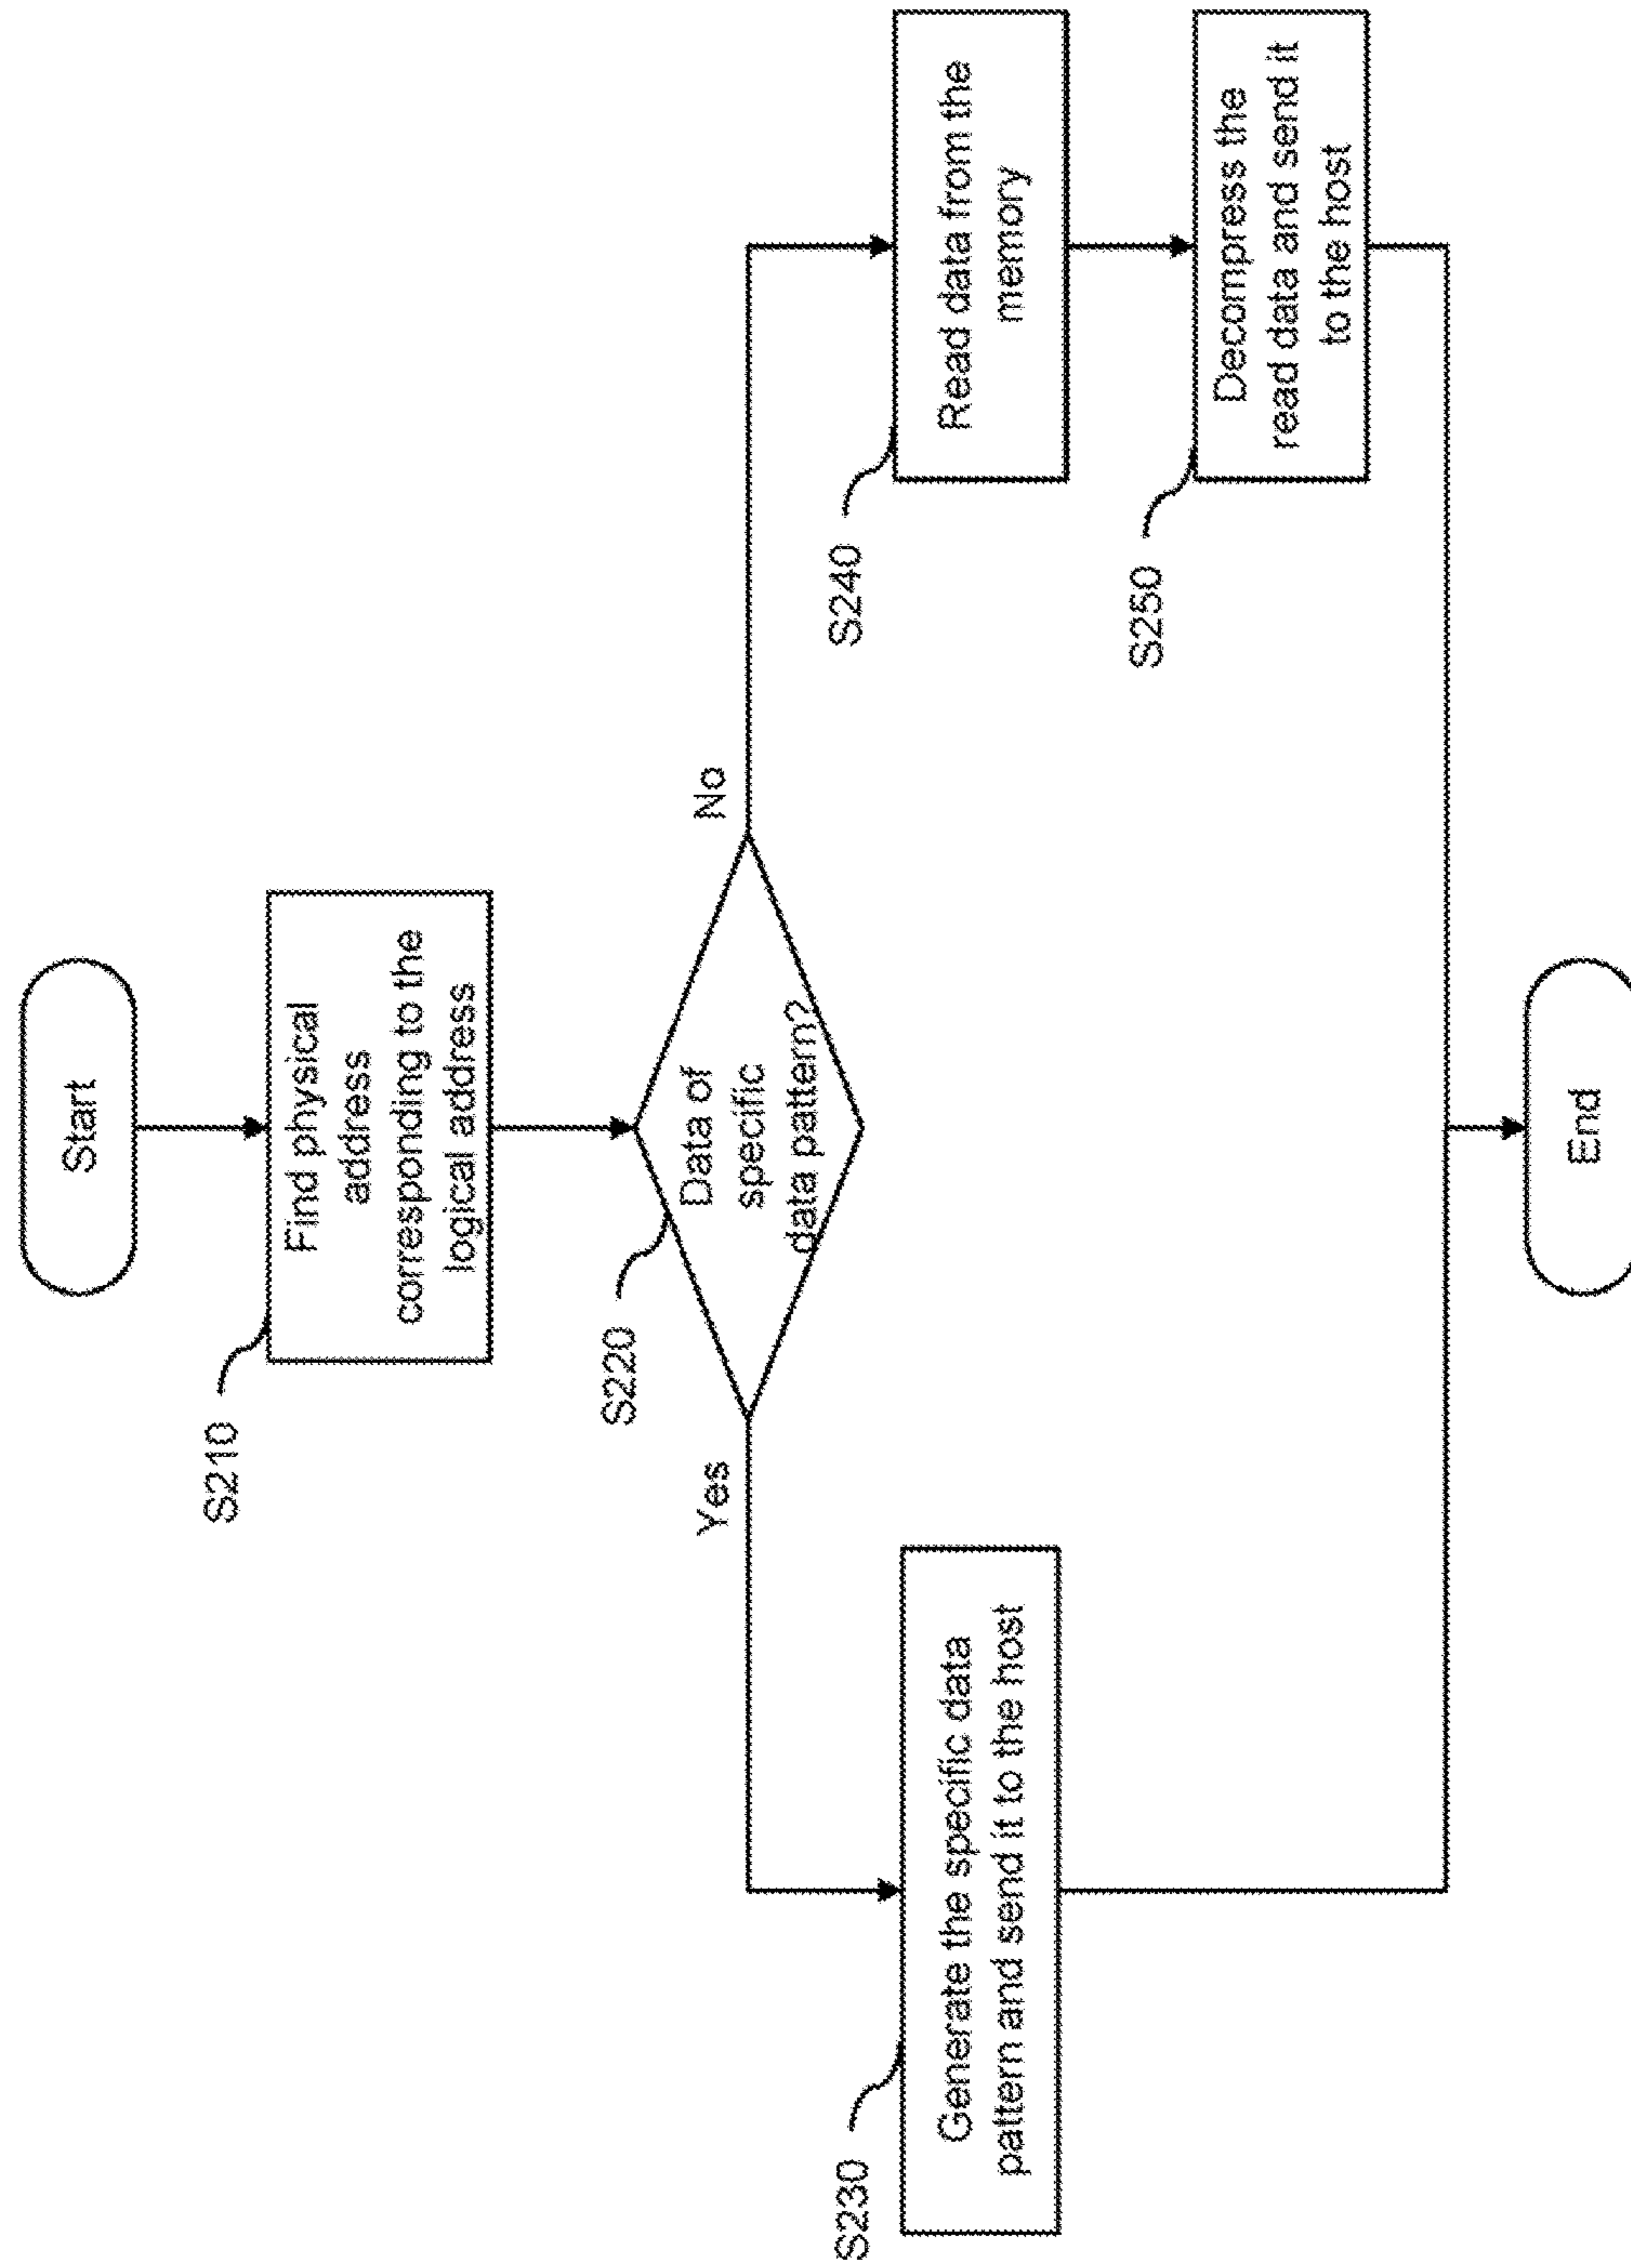 Start
S210
Find physical
address
corresponding to the
logical address
S220
Data of
specific
data pattern?
Yes
No
S230
Generate the specific data
pattern and send it to the host
S240
Read data from the
memory
S250
Decompress the
read data and send it
to the host
End